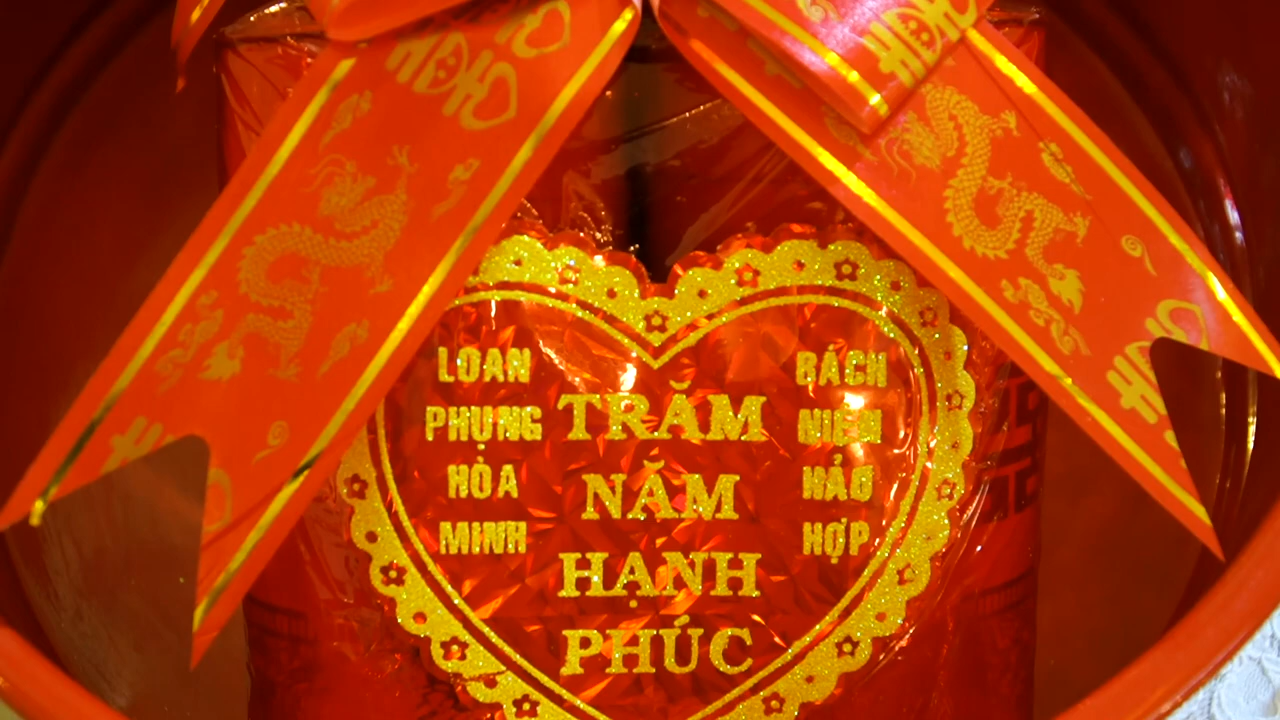 LOAN
PHỤNG
HÒA
MINH
TRĂM
NĂM
HẠNH
PHÚC
BÁCH
NIÊN
HẢO
HỢP